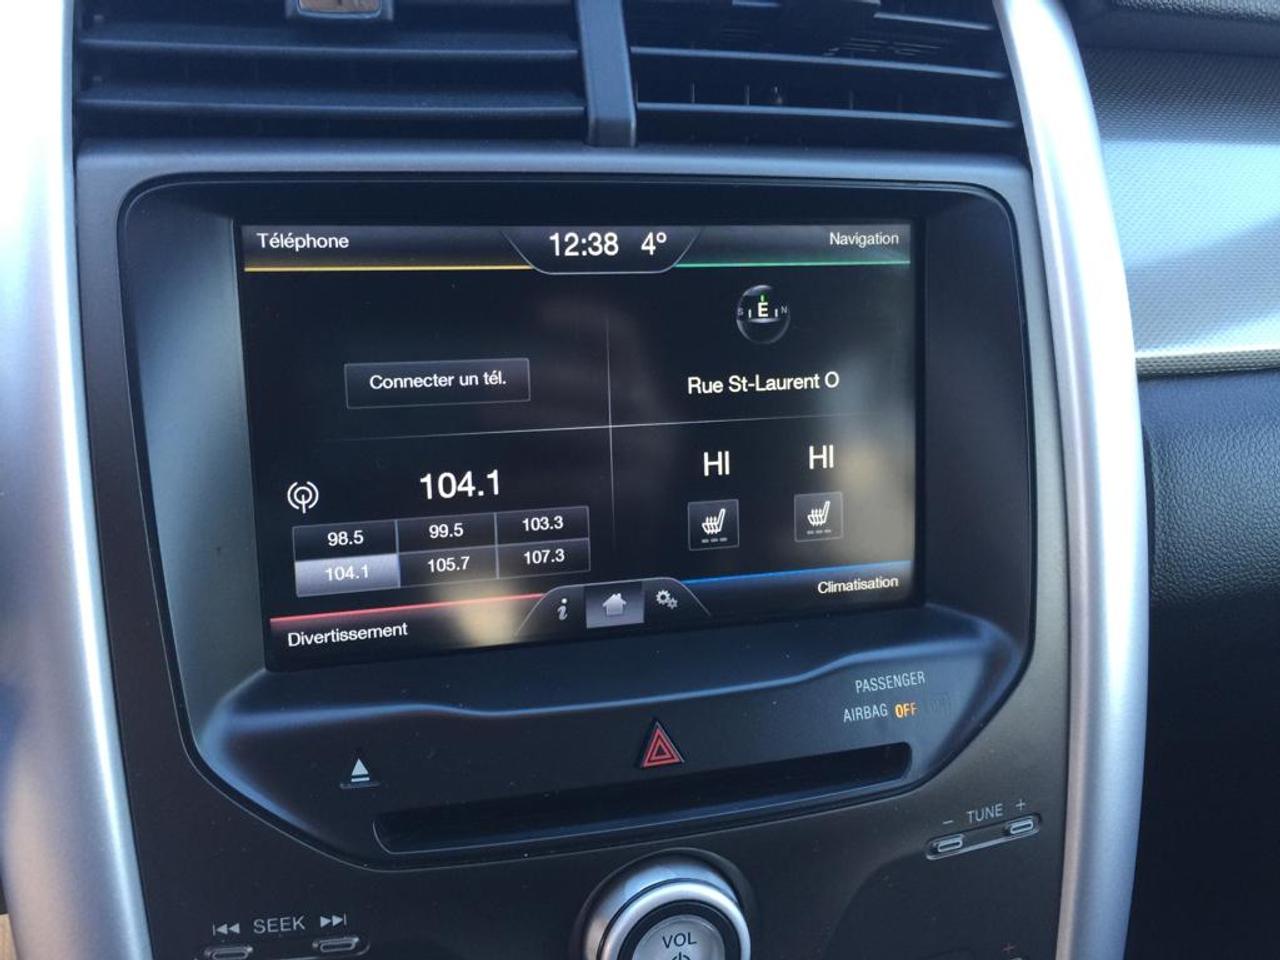 Téléphone 12:38 4° Navigation
S E N
Connecter un tél.
Rue St-Laurent O
104.1
HI HI
98.5 99.5 103.3
104.1 105.7 107.3
i
Divertissement
Climatisation
PASSENGER
AIRBAG OFF
- TUNE +
SEEK
VOL
+